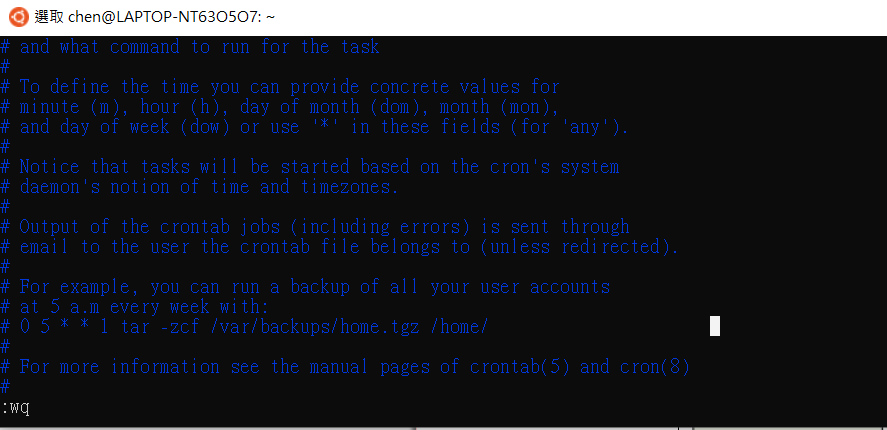 選取 chen@LAPTOP-NT63O5O7: ~
# and what command to run for the task
#
# To define the time you can provide concrete values for
# minute (m), hour (h), day of month (dom), month (mon),
# and day of week (dow) or use '*' in these fields (for 'any').
#
# Notice that tasks will be started based on the cron's system
# daemon's notion of time and timezones.
#
# Output of the crontab jobs (including errors) is sent through
# email to the user the crontab file belongs to (unless redirected).
#
# For example, you can run a backup of all your user accounts
# at 5 a.m every week with:
# 0 5 * * 1 tar -zcf /var/backups/home.tgz /home/
#
# For more information see the manual pages of crontab(5) and cron(8)
#
:wq